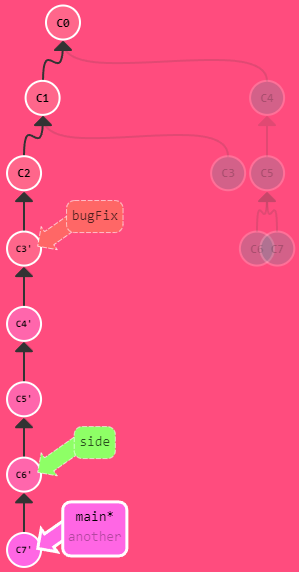 C0
C1
C4
C2
C3
C5
bugFix
C3'
C6 C7
C4'
C5'
side
C6'
main*
another
C7'